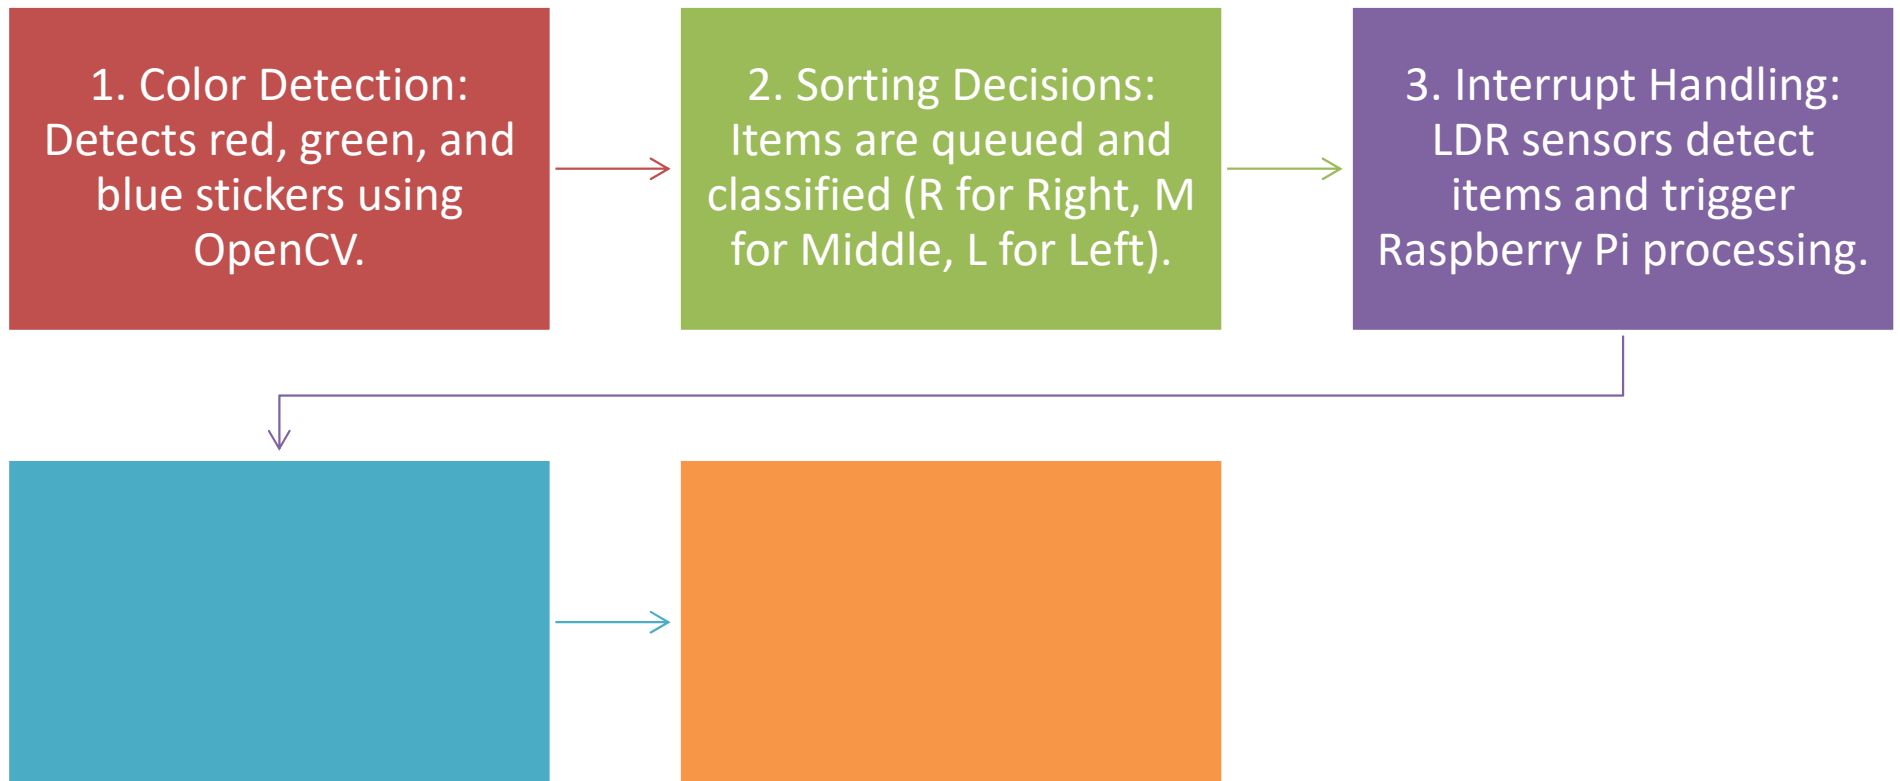 1. Color Detection:
Detects red, green, and
blue stickers using
OpenCV.
2. Sorting Decisions:
Items are queued and
classified (R for Right, M
for Middle, L for Left).
3. Interrupt Handling:
LDR sensors detect
items and trigger
Raspberry Pi processing.